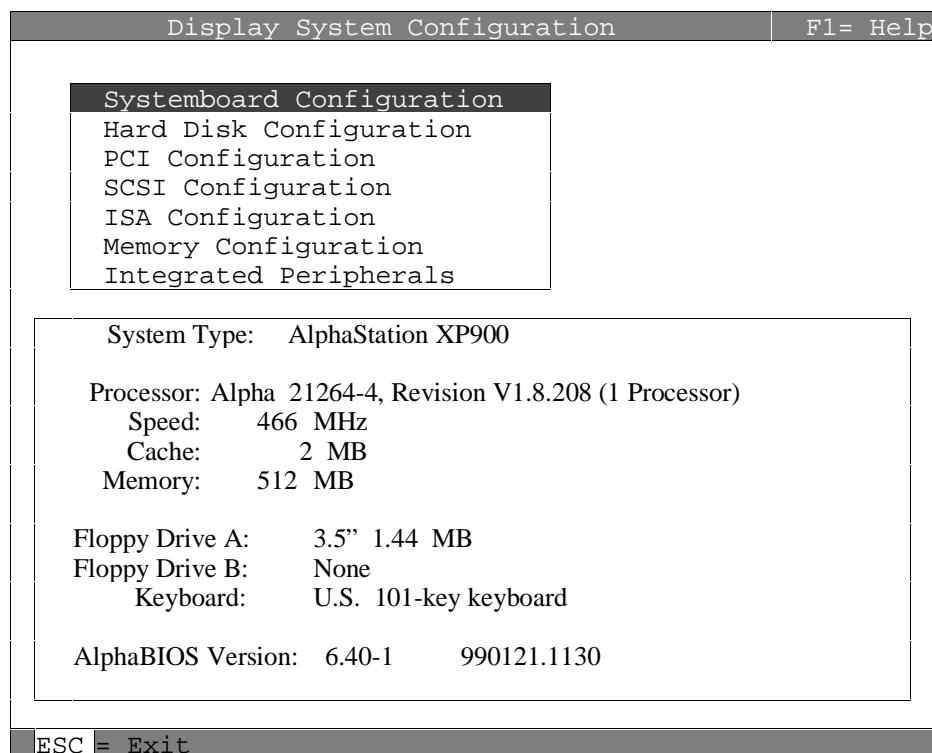 Display System Configuration F1= Help
Systemboard Configuration
Hard Disk Configuration
PCI Configuration
SCSI Configuration
ISA Configuration
Memory Configuration
Integrated Peripherals
System Type: AlphaStation XP900
Processor: Alpha 21264-4, Revision V1.8.208 (1 Processor)
Speed: 466 MHz
Cache: 2 MB
Memory: 512 MB
Floppy Drive A: 3.5” 1.44 MB
Floppy Drive B: None
Keyboard: U.S. 101-key keyboard
AlphaBIOS Version: 6.40-1 990121.1130
ESC = Exit